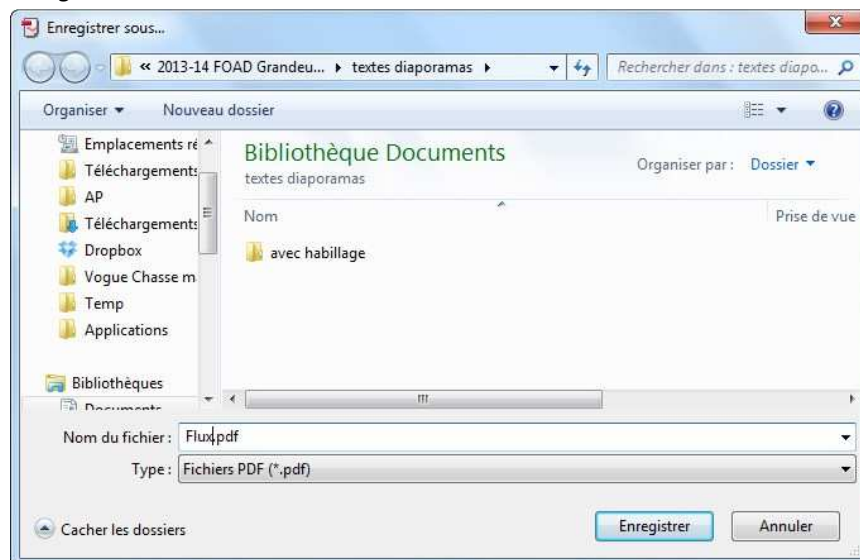 Enregistrer sous...
« 2013-14 FOAD Grandeu... ▸ textes diaporamas ▸ Rechercher dans : textes diapo...
Organiser ▾ Nouveau dossier
Emplacements ré
Téléchargements
AP
Téléchargements
Dropbox
Vogue Chasse m
Temp
Applications
Bibliothèques
Documents
Bibliothèque Documents
textes diaporamas
Organiser par : Dossier ▾
Nom Prise de vue
avec habillage
Nom du fichier : Flux.pdf
Type : Fichiers PDF (*.pdf)
Cacher les dossiers Enregistrer Annuler